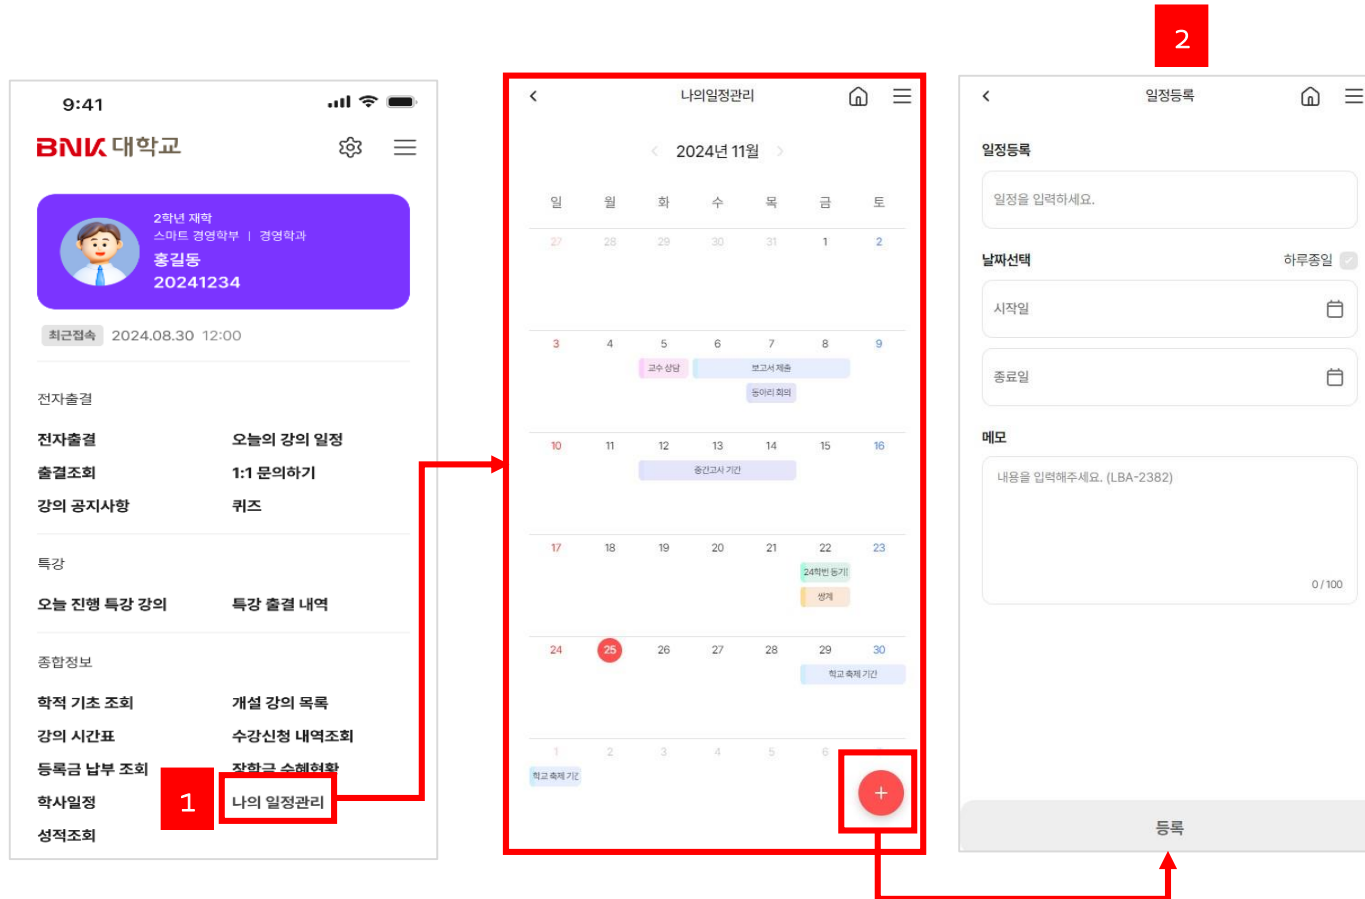 2
9:41
BNK 대학교
2학년 재학
스마트 경영학부 | 경영학과
홍길동
20241234
최근접속 2024.08.30 12:00
전자출결
전자출결 오늘의 강의 일정
출결조회 1:1 문의하기
강의 공지사항 퀴즈
특강
오늘 진행 특강 강의 특강 출결 내역
종합정보
학적 기초 조회 개설 강의 목록
강의 시간표 수강신청 내역조회
등록금 납부 조회 장학금 수혜현황
학사일정 1 나의 일정관리
성적조회
나의일정관리
2024년 11월
일 월 화 수 목 금 토
27 28 29 30 31 1 2
3 4 5 6 7 8 9
교수 상담 보고서 제출
동아리 회의
10 11 12 13 14 15 16
중간고사 기간
17 18 19 20 21 22 23
24학번 동기
쌍계
24 25 26 27 28 29 30
학교 축제 기간
1 2 3 4 5 6
학교 축제 기간
+
일정등록
일정등록
일정을 입력하세요.
날짜선택 하루종일
시작일
종료일
메모
내용을 입력해주세요. (LBA-2382)
0 / 100
등록